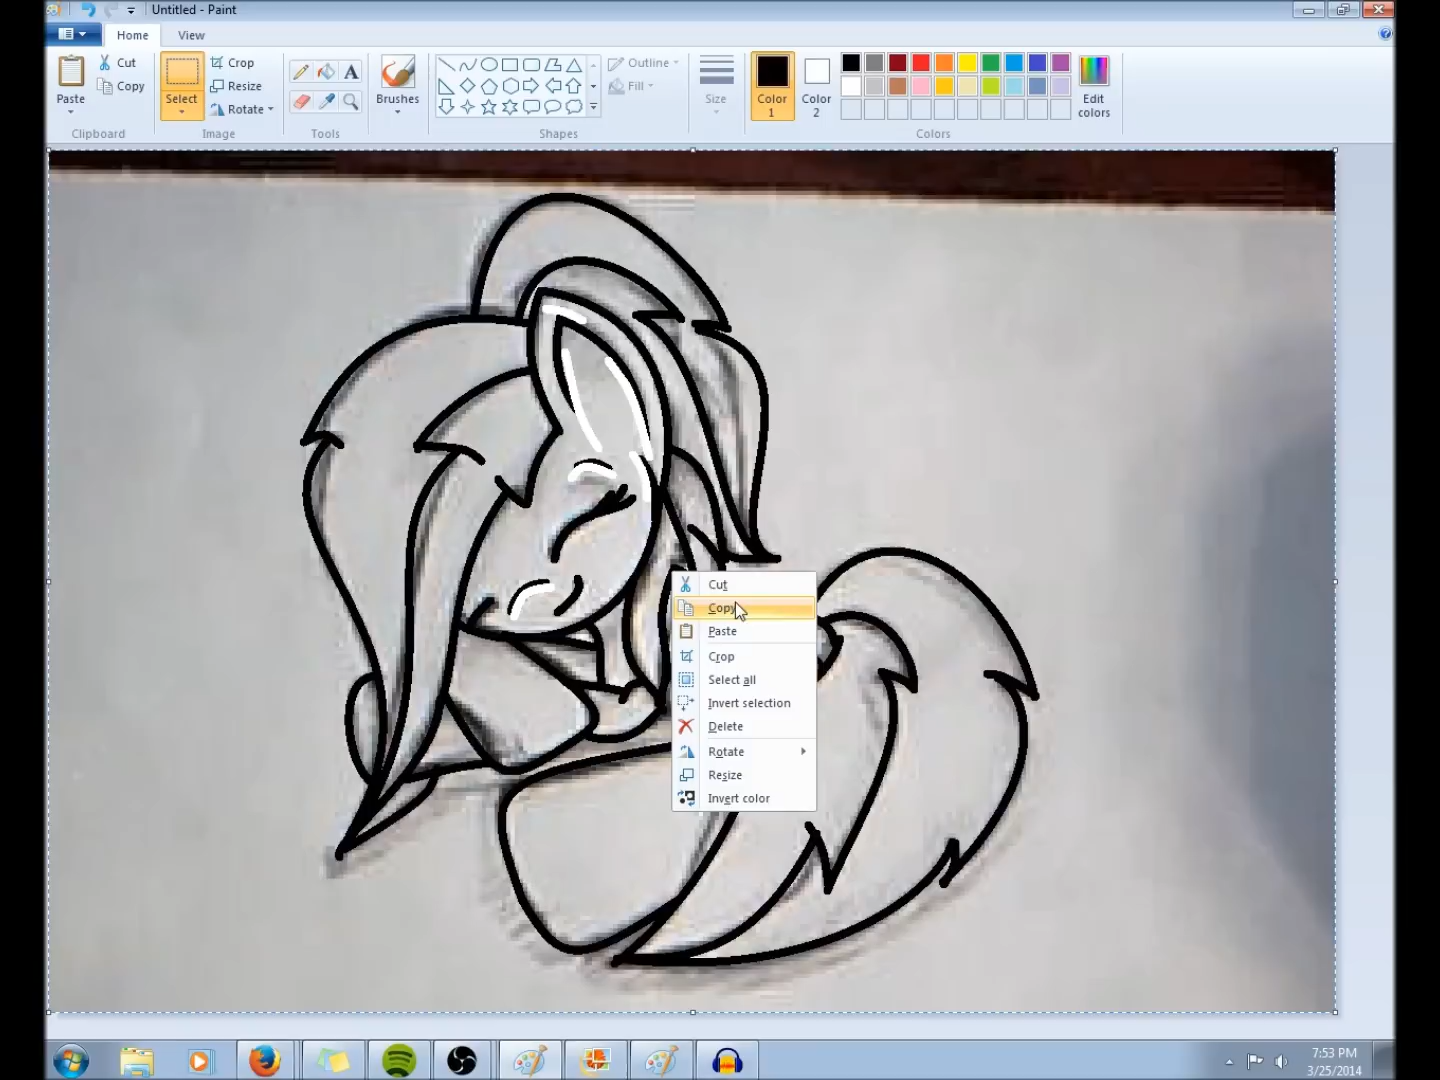 Untitled - Paint
Home View
Paste
Cut
Copy
Clipboard
Select
Crop
Resize
Rotate
Image
A
Tools
Brushes
Outline
Fill
Shapes
Size
Color 1
Color 2
Edit colors
Colors
Cut
Copy
Paste
Crop
Select all
Invert selection
Delete
Rotate
Resize
Invert color
7:53 PM
3/25/2014